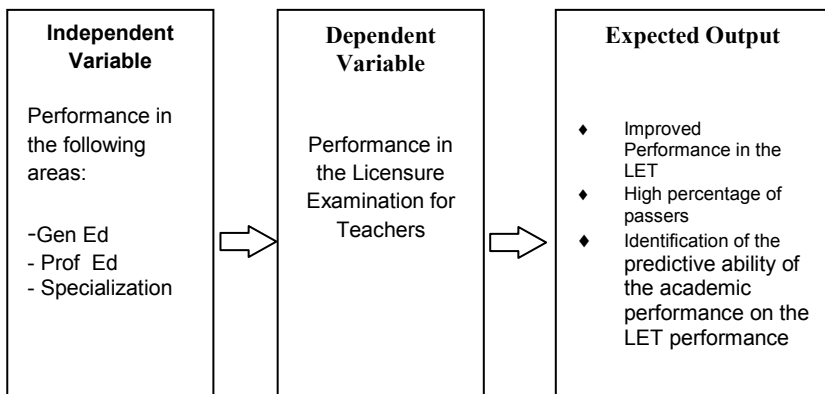 Independent
Variable
Performance in
the following
areas:
-Gen Ed
- Prof Ed
- Specialization
Dependent
Variable
Performance in
the Licensure
Examination for
Teachers
Expected Output
♦ Improved
Performance in the
LET
♦ High percentage of
passers
♦ Identification of the
predictive ability of
the academic
performance on the
LET performance